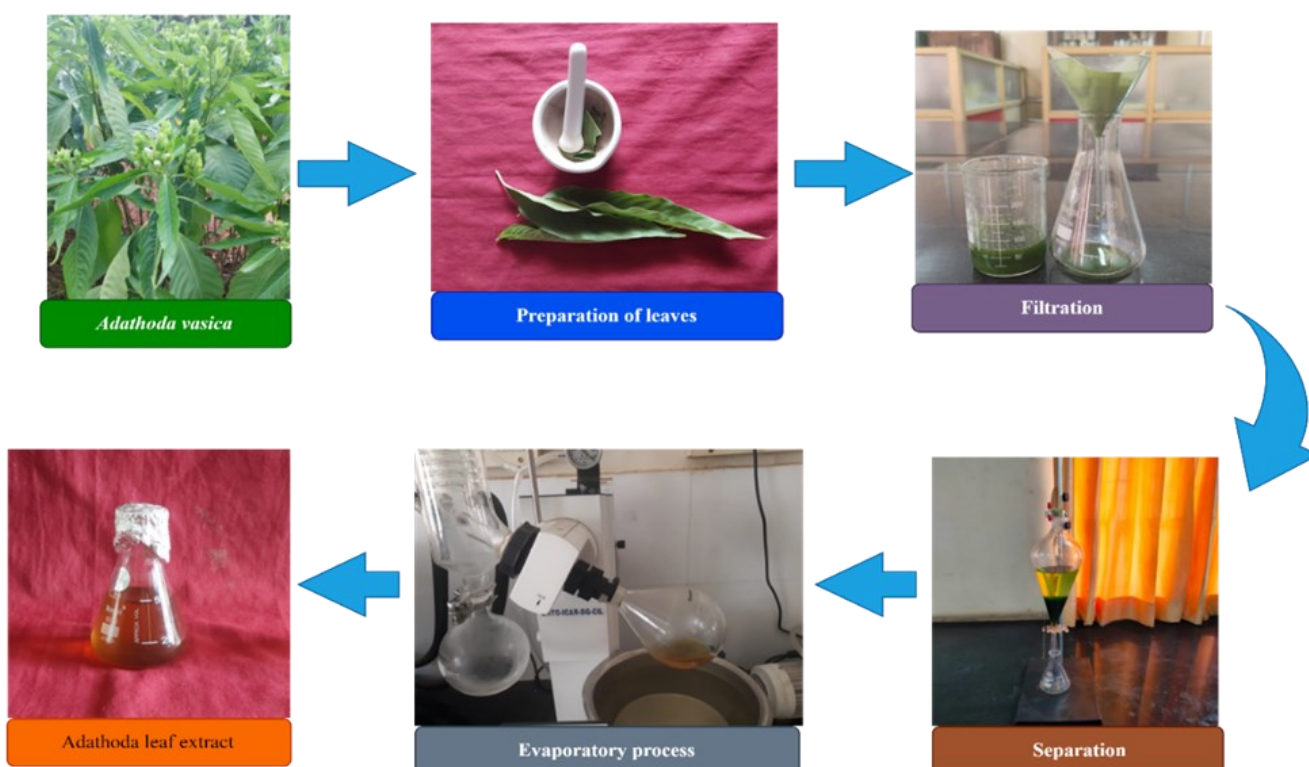 Adathoda vasica
Preparation of leaves
Filtration
Separation
Evaporatory process
Adathoda leaf extract